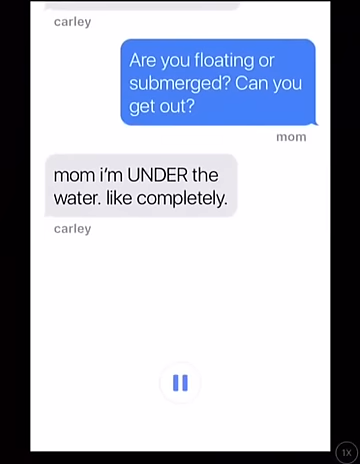 carley
Are you floating or
submerged? Can you
get out?
mom
mom i'm UNDER the
water. like completely.
carley
1X